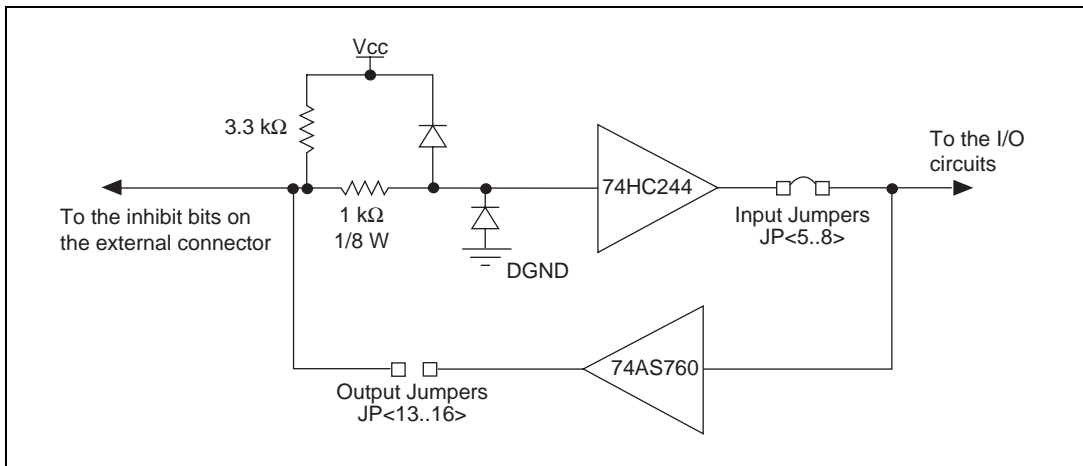 Vcc
3.3 kΩ
To the inhibit bits on
the external connector
1 kΩ
1/8 W
DGND
74HC244
Input Jumpers
JP<5..8>
To the I/O
circuits
74AS760
Output Jumpers
JP<13..16>